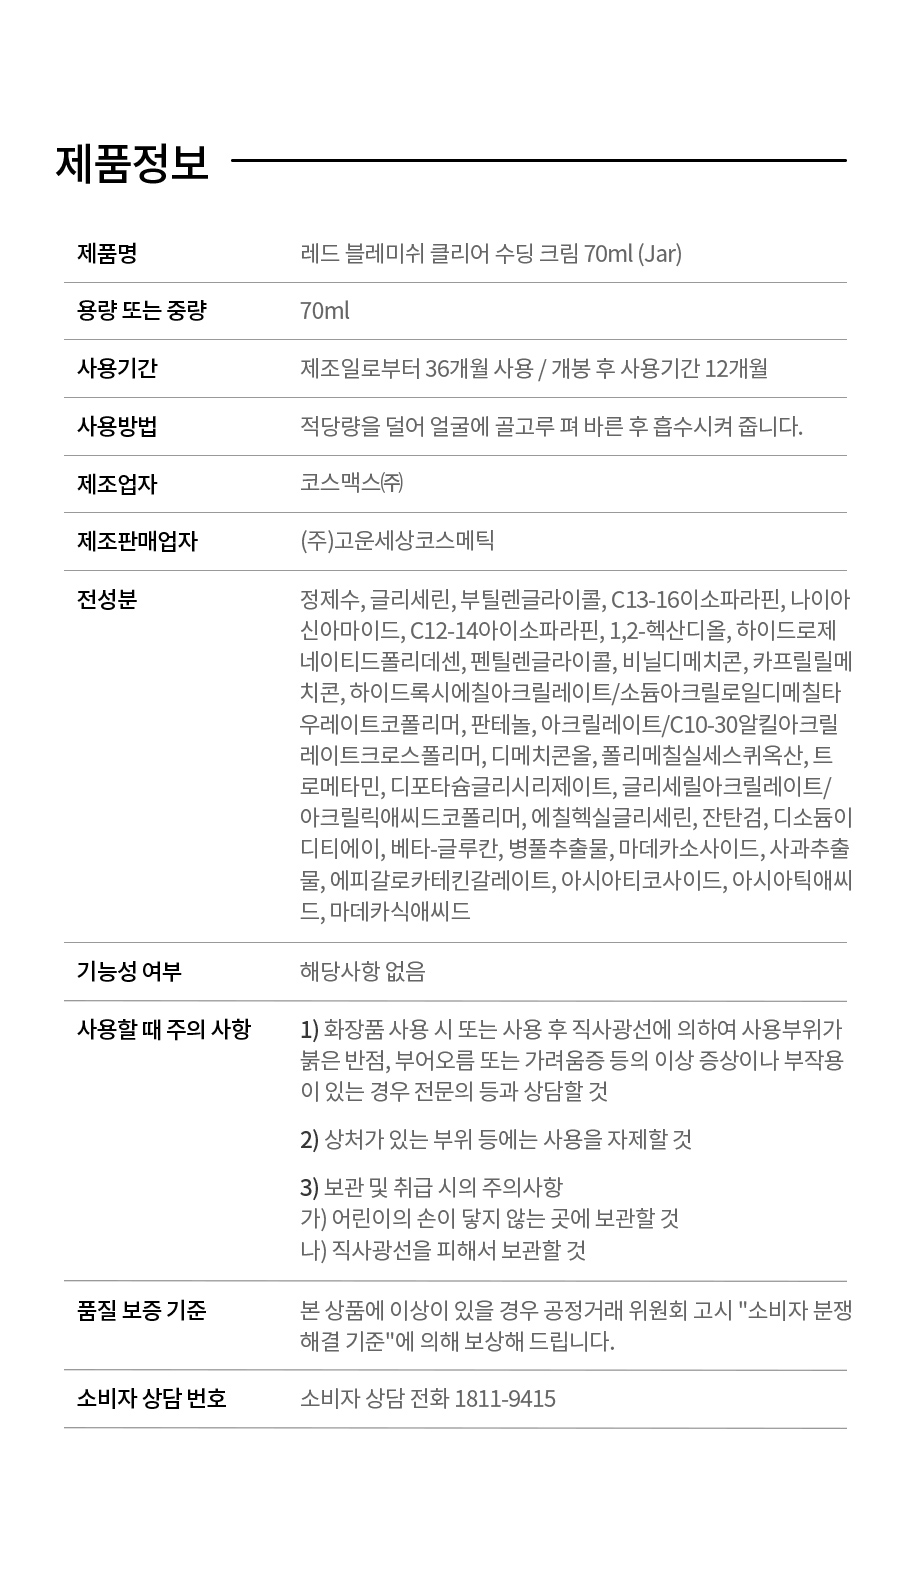 제품정보
제품명 레드 블레미쉬 클리어 수딩 크림 70ml (Jar)
용량 또는 중량 70ml
사용기간 제조일로부터 36개월 사용 / 개봉 후 사용기간 12개월
사용방법 적당량을 덜어 얼굴에 골고루 펴 바른 후 흡수시켜 줍니다.
제조업자 코스맥스㈜
제조판매업자 (주)고운세상코스메틱
전성분 정제수, 글리세린, 부틸렌글라이콜, C13-16이소파라핀, 나이아
신아마이드, C12-14아이소파라핀, 1,2-헥산디올, 하이드로제
네이티드폴리데센, 펜틸렌글라이콜, 비닐디메치콘, 카프릴릴메
치콘, 하이드록시에칠아크릴레이트/소듐아크릴로일디메칠타
우레이트코폴리머, 판테놀, 아크릴레이트/C10-30알킬아크릴
레이트크로스폴리머, 디메치콘올, 폴리메칠실세스퀴옥산, 트
로메타민, 디포타슘글리시리제이트, 글리세릴아크릴레이트/
아크릴릭애씨드코폴리머, 에칠헥실글리세린, 잔탄검, 디소듐이
디티에이, 베타-글루칸, 병풀추출물, 마데카소사이드, 사과추출
물, 에피갈로카테킨갈레이트, 아시아티코사이드, 아시아틱애씨
드, 마데카식애씨드
기능성 여부 해당사항 없음
사용할 때 주의 사항 1) 화장품 사용 시 또는 사용 후 직사광선에 의하여 사용부위가
붉은 반점, 부어오름 또는 가려움증 등의 이상 증상이나 부작용
이 있는 경우 전문의 등과 상담할 것
2) 상처가 있는 부위 등에는 사용을 자제할 것
3) 보관 및 취급 시의 주의사항
가) 어린이의 손이 닿지 않는 곳에 보관할 것
나) 직사광선을 피해서 보관할 것
품질 보증 기준 본 상품에 이상이 있을 경우 공정거래 위원회 고시 "소비자 분쟁
해결 기준"에 의해 보상해 드립니다.
소비자 상담 번호 소비자 상담 전화 1811-9415